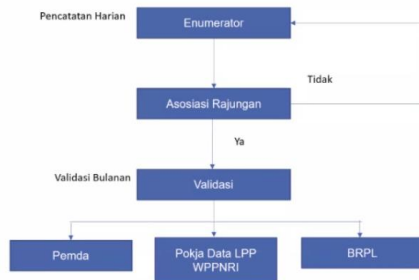 Pencatatan Harian
Enumerator
Tidak
Asosiasi Rajungan
Ya
Validasi Bulanan
Validasi
Pemda
Pokja Data LPP
WPPNRI
BRPL